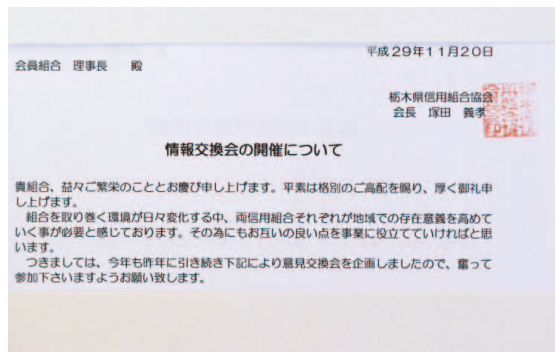 平成29年11月20日
会員組合 理事長 殿
栃木県信用組合協会
会長 塚田 義孝
情報交換会の開催について
貴組合、益々ご繁栄のこととお慶び申し上げます。平素は格別のご高配を賜り、厚く御礼申
し上げます。
組合を取り巻く環境が日々変化する中、両信用組合それぞれが地域での存在意義を高めて
いく事が必要と感じております。その為にもお互いの良い点を事業に役立てていければと思
います。
つきましては、今年も昨年に引き続き下記により意見交換会を企画しましたので、奮って
参加下さいますようお願い致します。